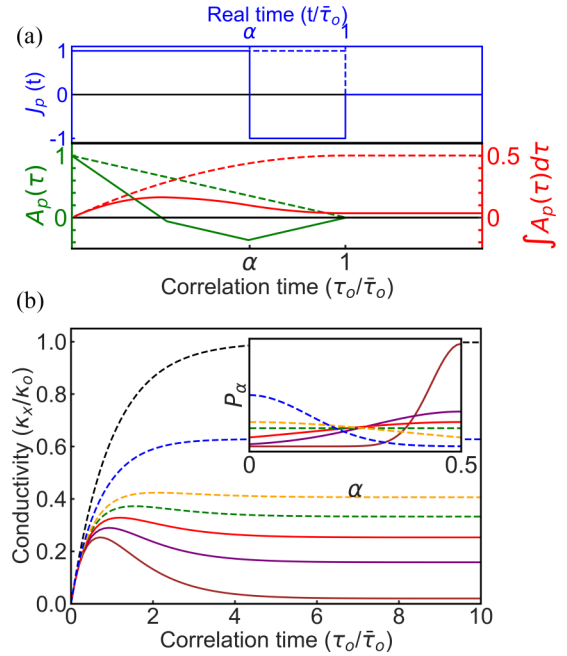 Real time (t/τ̄ₒ)
(a)
α 1
1
0
-1
Jₚ (t)
1
0
Aₚ(τ)
0.5
0
∫Aₚ(τ)dτ
α 1
Correlation time (τₒ/τ̄ₒ)
(b)
1.0
0.8
0.6
0.4
0.2
0.0
Conductivity (κₓ/κₒ)
Pα
0 0.5
α
0 2 4 6 8 10
Correlation time (τₒ/τ̄ₒ)